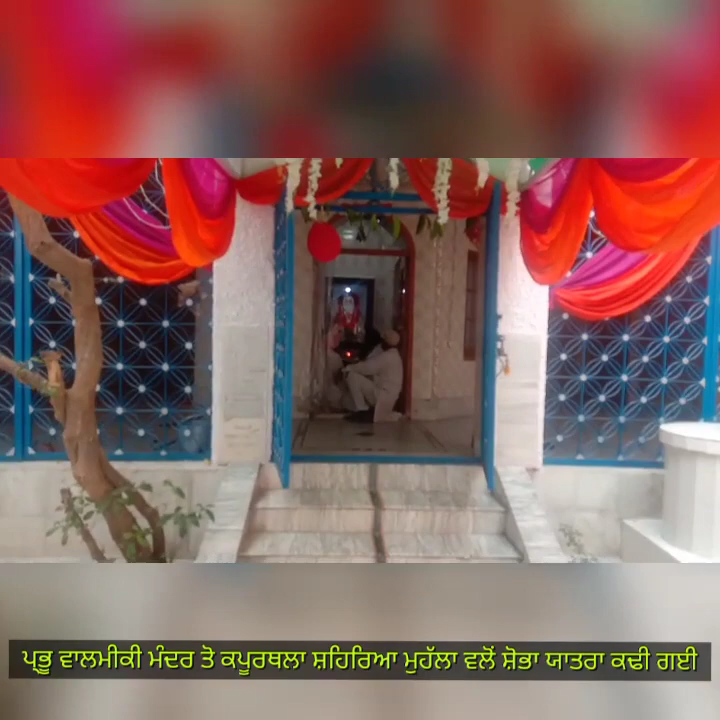 ਪ੍ਰਭੂ ਵਾਲਮੀਕੀ ਮੰਦਰ ਤੋ ਕਪੂਰਥਲਾ ਸ਼ਹਿਰਿਆ ਮੁਹੱਲਾ ਵਲੋਂ ਸ਼ੋਭਾ ਯਾਤਰਾ ਕਢੀ ਗਈ